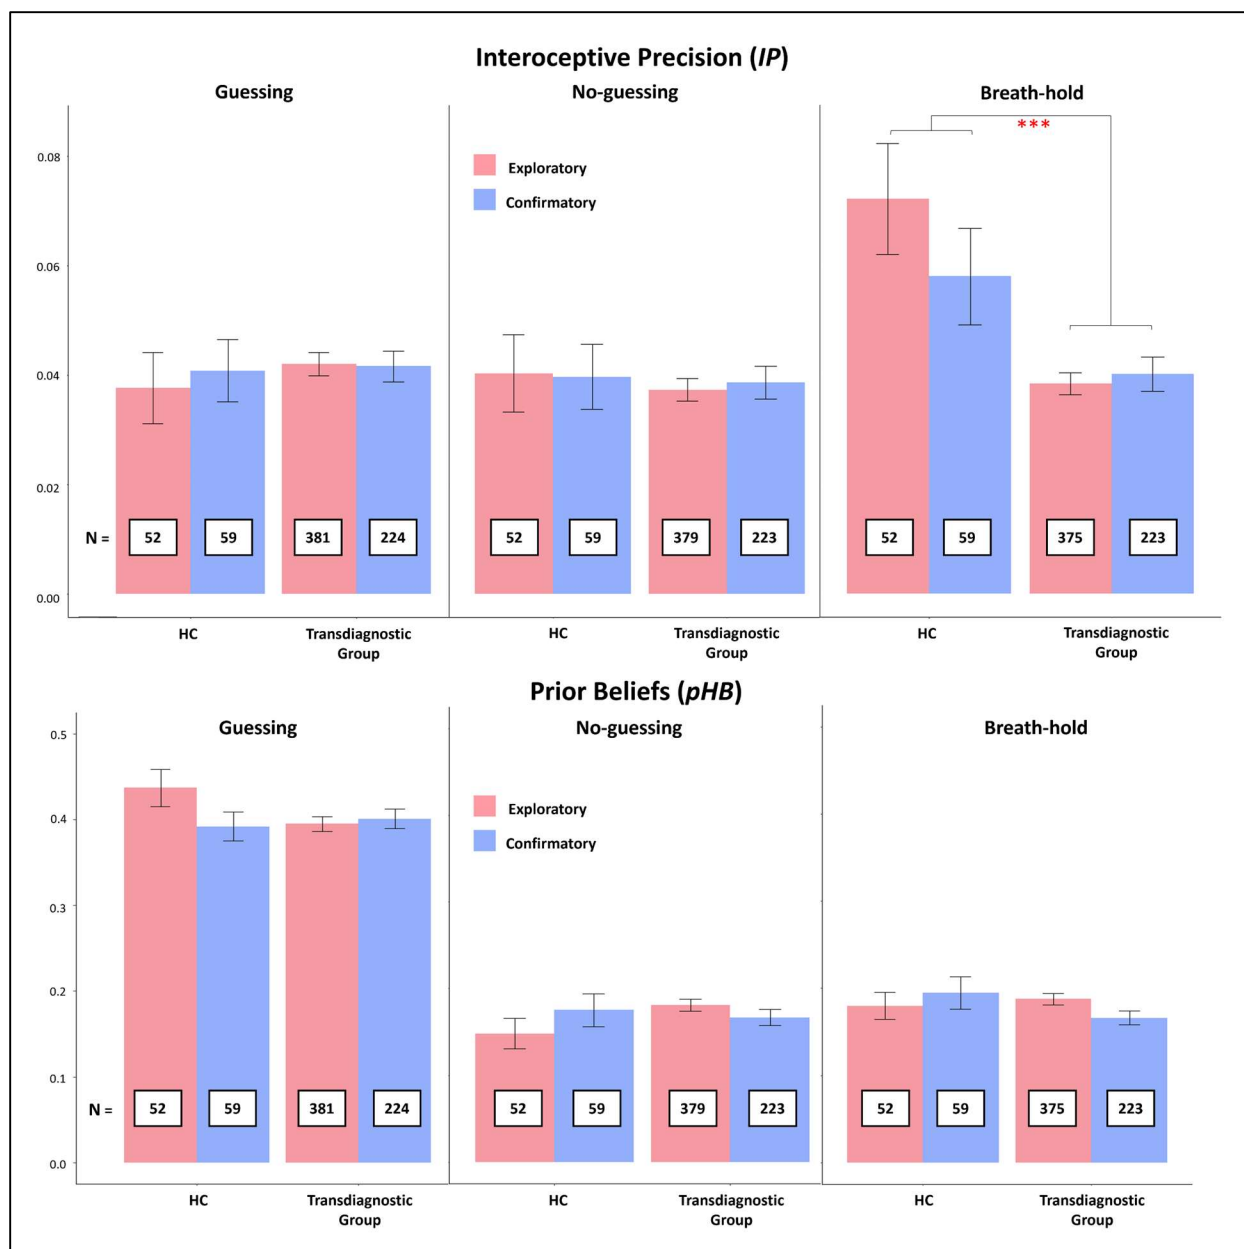 Interoceptive Precision (IP)
Guessing
No-guessing
Breath-hold
***
0.08
0.06
0.04
0.02
0.00
Exploratory
Confirmatory
N =
52
59
381
224
52
59
379
223
52
59
375
223
HC
Transdiagnostic
Group
HC
Transdiagnostic
Group
HC
Transdiagnostic
Group
Prior Beliefs (pHB)
Guessing
No-guessing
Breath-hold
0.5
0.4
0.3
0.2
0.1
0.0
Exploratory
Confirmatory
N =
52
59
381
224
52
59
379
223
52
59
375
223
HC
Transdiagnostic
Group
HC
Transdiagnostic
Group
HC
Transdiagnostic
Group